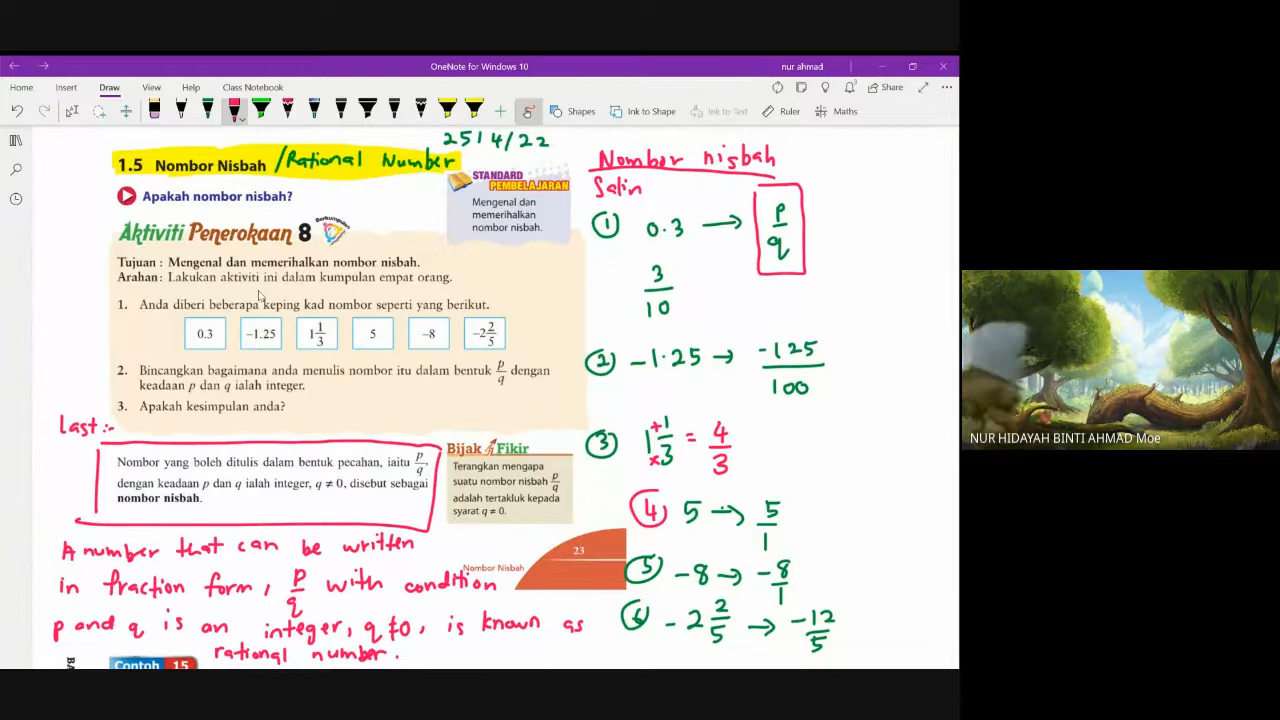 OneNote for Windows 10
nur ahmad
Home Insert Draw View Help Class Notebook
Share
Shapes Ink to Shape Ink to Text Ruler Maths
2514/22
1.5 Nombor Nisbah /Rational Number
Apakah nombor nisbah?
STANDARD
PEMBELAJARAN
Mengenal dan
memerihalkan
nombor nisbah.
Aktiviti Penerokaan 8
Berkumpulan
Tujuan : Mengenal dan memerihalkan nombor nisbah.
Arahan : Lakukan aktiviti ini dalam kumpulan empat orang.
1. Anda diberi beberapa keping kad nombor seperti yang berikut.
0.3 –1.25 1 1/3 5 –8 –2 2/5
2. Bincangkan bagaimana anda menulis nombor itu dalam bentuk p/q dengan
keadaan p dan q ialah integer.
3. Apakah kesimpulan anda?
Last :-
Nombor yang boleh ditulis dalam bentuk pecahan, iaitu p/q,
dengan keadaan p dan q ialah integer, q ≠ 0, disebut sebagai
nombor nisbah.
Bijak Fikir
Terangkan mengapa
suatu nombor nisbah p/q
adalah tertakluk kepada
syarat q ≠ 0.
23
Nombor Nisbah
A number that can be written
in fraction form, p/q with condition
p and q is an integer, q ≠ 0, is known as
rational number.
Contoh 15
Nombor nisbah
Salin
① 0.3 → p/q
3/10
② -1.25 → -125/100
③ 1 + 1/3 × = 4/3
④ 5 → 5/1
⑤ -8 → -8/1
⑥ -2 2/5 → -12/5
NUR HIDAYAH BINTI AHMAD Moe